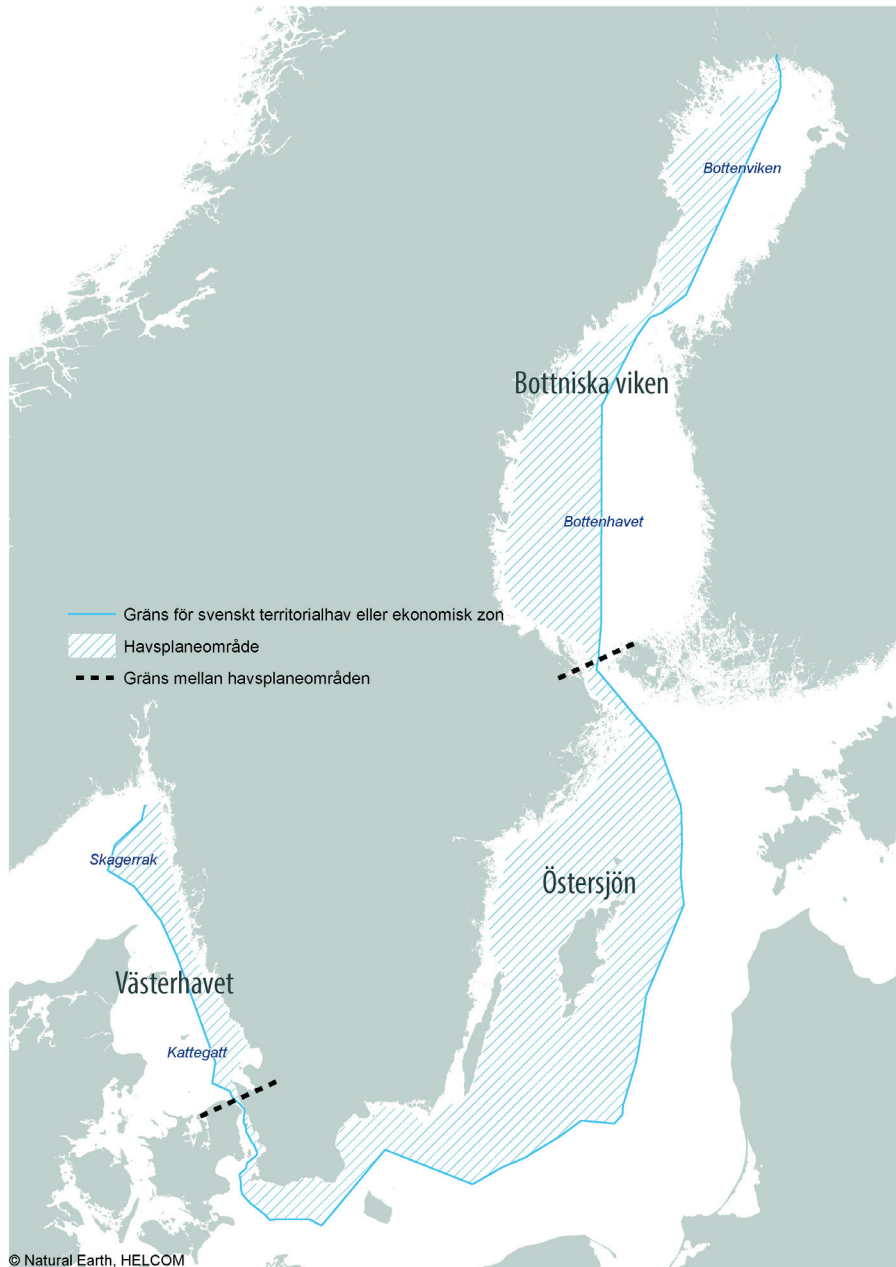 Bottenviken
Bottniska viken
Bottenhavet
Gräns för svenskt territorialhav eller ekonomisk zon
Havsplaneområde
Gräns mellan havsplaneområden
Skagerrak
Östersjön
Västerhavet
Kattegatt
© Natural Earth, HELCOM